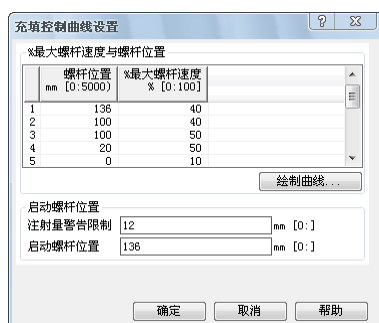 充填控制曲线设置
%最大螺杆速度与螺杆位置
螺杆位置 %最大螺杆速度
mm [0:5000) % [0:100]
1 136 40
2 100 40
3 100 50
4 20 50
5 0 10
绘制曲线...
启动螺杆位置
注射量警告限制 12 mm [0:]
启动螺杆位置 136 mm [0:]
确定 取消 帮助